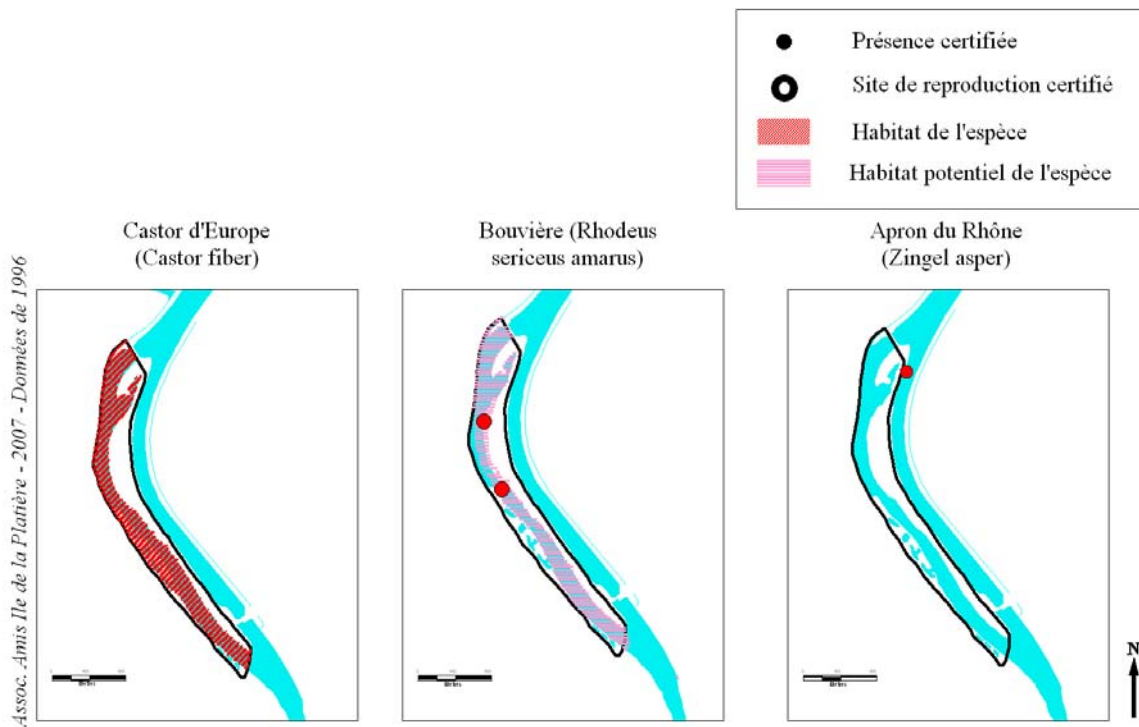 Présence certifiée
Site de reproduction certifié
Habitat de l'espèce
Habitat potentiel de l'espèce
Castor d'Europe
(Castor fiber)
Bouvière (Rhodeus
sericeus amarus)
Apron du Rhône
(Zingel asper)
Assoc. Amis Ile de la Platière - 2007 - Données de 1996
N